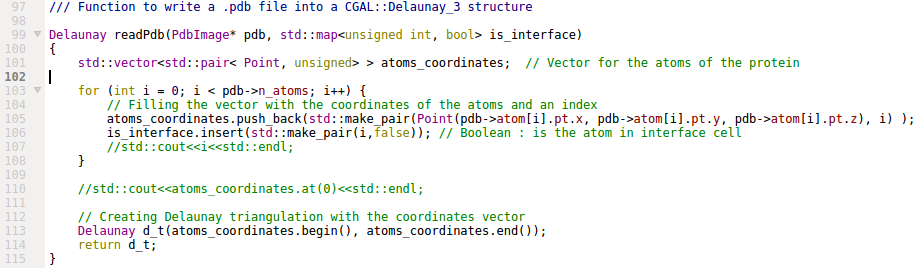 97 /// Function to write a .pdb file into a CGAL::Delaunay_3 structure
98
99 Delaunay readPdb(PdbImage* pdb, std::map<unsigned int, bool> is_interface)
100 {
101     std::vector<std::pair< Point, unsigned> > atoms_coordinates;  // Vector for the atoms of the protein
102
103     for (int i = 0; i < pdb->n_atoms; i++) {
104         // Filling the vector with the coordinates of the atoms and an index
105         atoms_coordinates.push_back(std::make_pair(Point(pdb->atom[i].pt.x, pdb->atom[i].pt.y, pdb->atom[i].pt.z), i) );
106         is_interface.insert(std::make_pair(i,false)); // Boolean : is the atom in interface cell
107         //std::cout<<i<<std::endl;
108     }
109
110     //std::cout<<atoms_coordinates.at(0)<<std::endl;
111
112     // Creating Delaunay triangulation with the coordinates vector
113     Delaunay d_t(atoms_coordinates.begin(), atoms_coordinates.end());
114     return d_t;
115 }